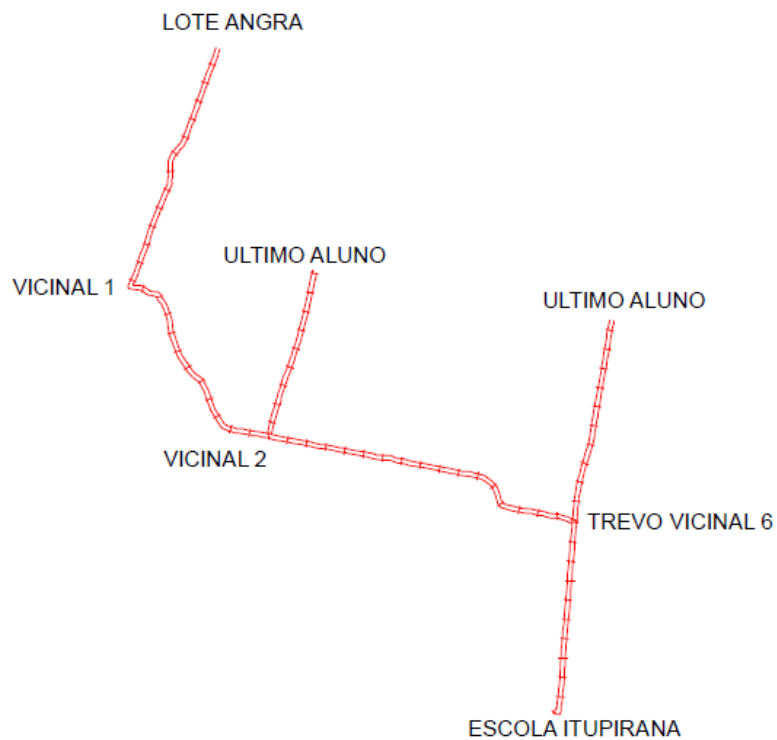 LOTE ANGRA
ULTIMO ALUNO
VICINAL 1
ULTIMO ALUNO
VICINAL 2
TREVO VICINAL 6
ESCOLA ITUPIRANA